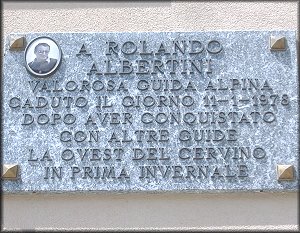 A ROLANDO
ALBERTINI
VALOROSA GUIDA ALPINA
CADUTO IL GIORNO 11-1-1978
DOPO AVER CONQUISTATO
CON ALTRE GUIDE
LA OVEST DEL CERVINO
IN PRIMA INVERNALE